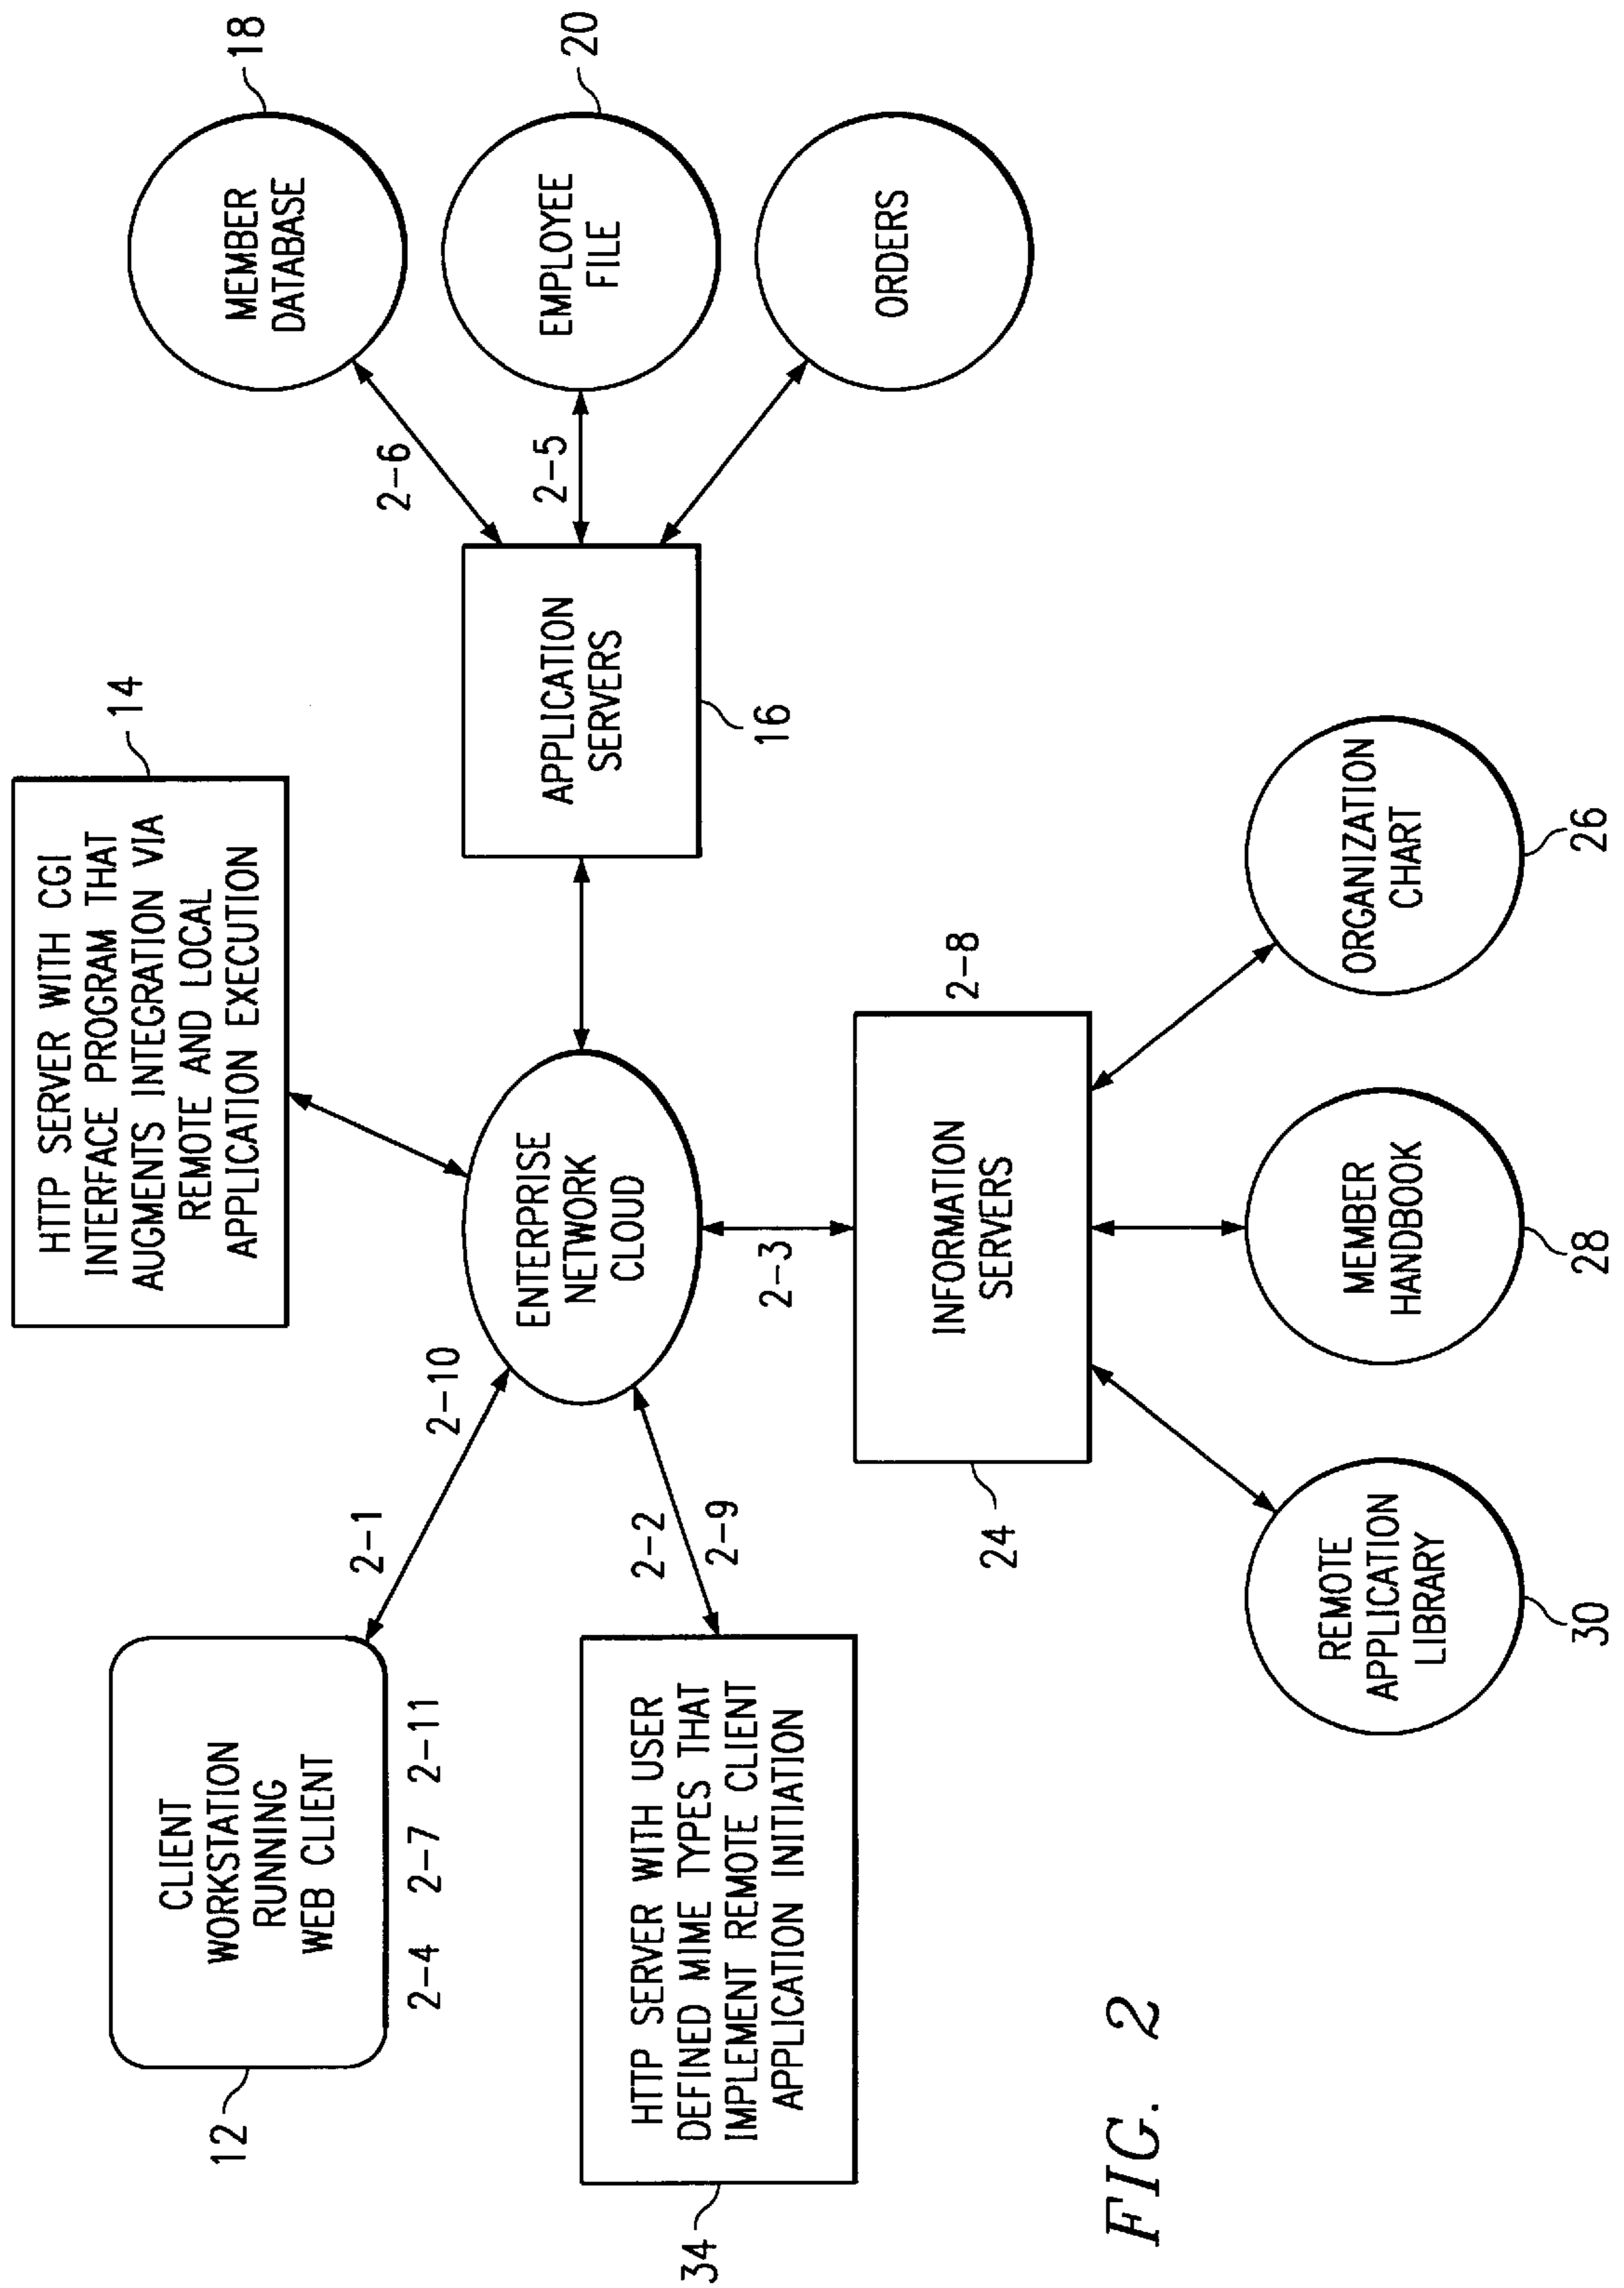 HTTP SERVER WITH CGI
INTERFACE PROGRAM THAT
AUGMENTS INTEGRATION VIA
REMOTE AND LOCAL
APPLICATION EXECUTION
14
18
MEMBER
DATABASE
CLIENT
WORKSTATION
RUNNING
WEB CLIENT
12
2-4 2-7 2-11
2-1
2-10
2-6
ENTERPRISE
NETWORK
CLOUD
APPLICATION
SERVERS
16
2-5
EMPLOYEE
FILE
20
HTTP SERVER WITH USER
DEFINED MIME TYPES THAT
IMPLEMENT REMOTE CLIENT
APPLICATION INITIATION
34
2-2
2-9
2-3
ORDERS
INFORMATION
SERVERS
2-8
24
REMOTE
APPLICATION
LIBRARY
30
MEMBER
HANDBOOK
28
ORGANIZATION
CHART
26
FIG. 2